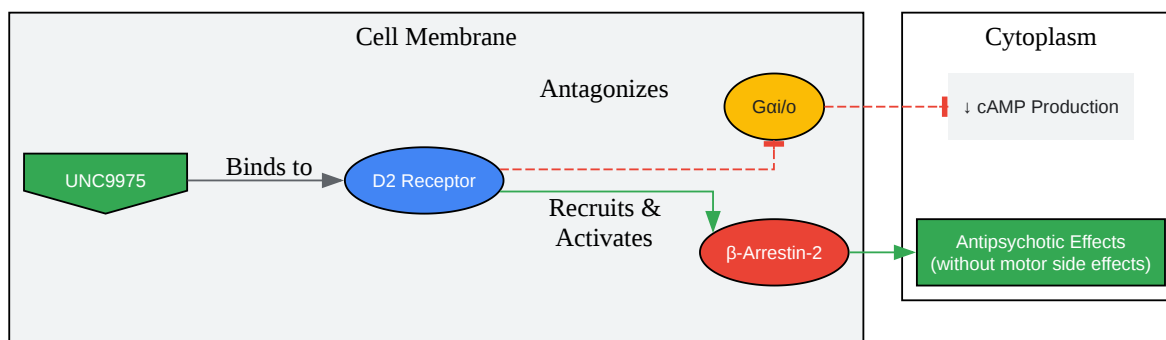 Cell Membrane
Cytoplasm
Antagonizes
Gαi/o
↓ cAMP Production
UNC9975
Binds to
D2 Receptor
Recruits &
Activates
β-Arrestin-2
Antipsychotic Effects
(without motor side effects)